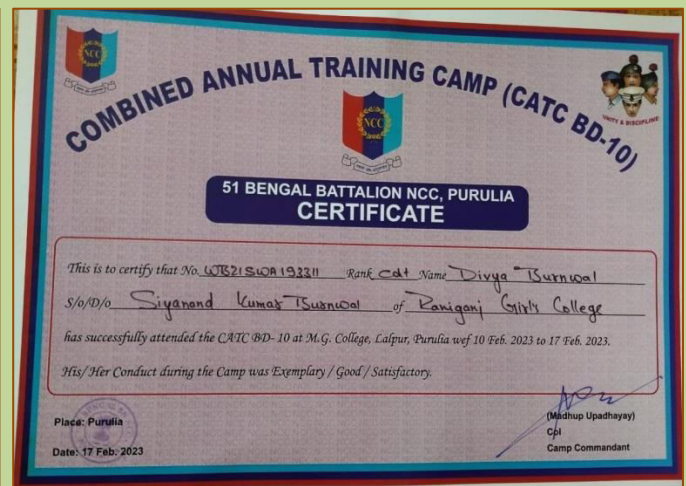 NCC
COMBINED ANNUAL TRAINING CAMP (CATC BD-10)
NCC
UNITY & DISCIPLINE
51 BENGAL BATTALION NCC, PURULIA
CERTIFICATE
This is to certify that No. WB21SWA193311 Rank Cdt Name Divya Burnwal
S/o/D/o Siyanand Kumar Burnwal of Raniganj Girl's College
has successfully attended the CATC BD- 10 at M.G. College, Lalpur, Purulia wef 10 Feb. 2023 to 17 Feb. 2023.
His/ Her Conduct during the Camp was Exemplary / Good / Satisfactory.
Place: Purulia
Date: 17 Feb. 2023
(Madhup Upadhayay)
Col
Camp Commandant